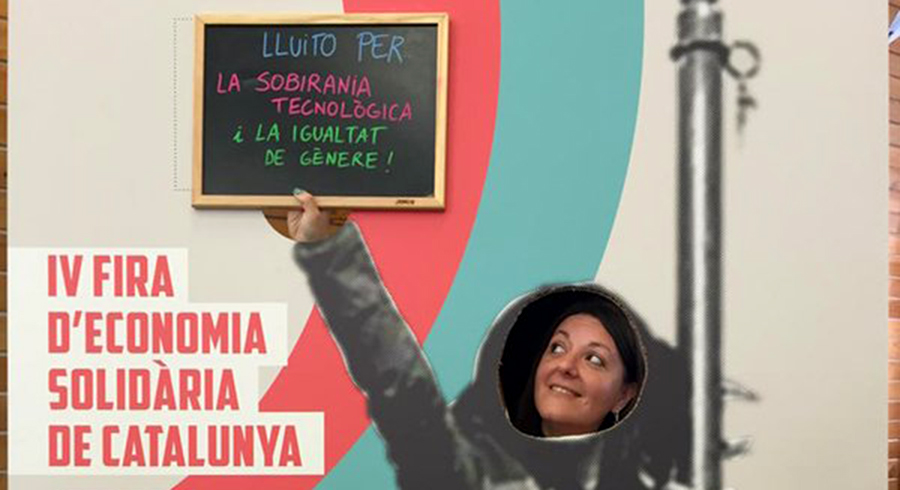 LLUITO PER
LA SOBIRANIA
TECNOLÒGICA
i LA IGUALTAT
DE GÈNERE!
IV FIRA
D'ECONOMIA
SOLIDÀRIA
DE CATALUNYA